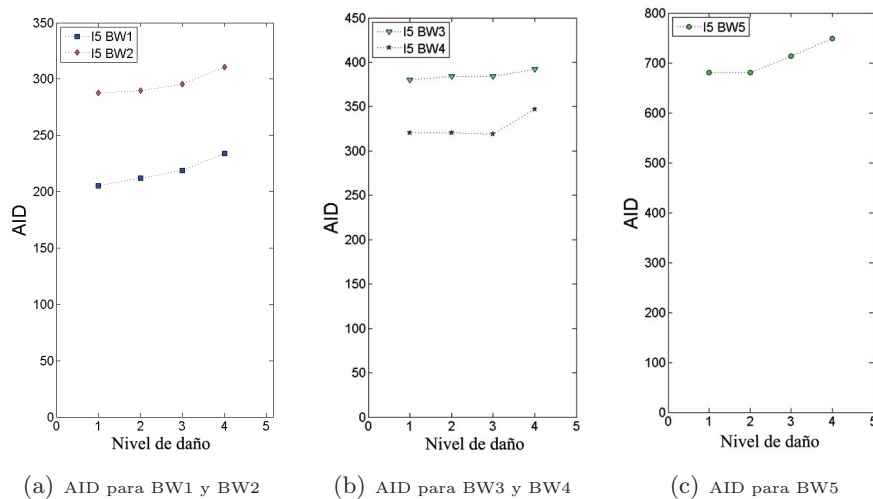 350
300
250
200
150
100
50
0
AID
I5 BW1
I5 BW2
0 1 2 3 4 5
Nivel de daño
(a) AID para BW1 y BW2
450
400
350
300
250
200
150
100
50
0
AID
I5 BW3
I5 BW4
0 1 2 3 4 5
Nivel de daño
(b) AID para BW3 y BW4
800
700
600
500
400
300
200
100
0
AID
I5 BW5
0 1 2 3 4 5
Nivel de daño
(c) AID para BW5